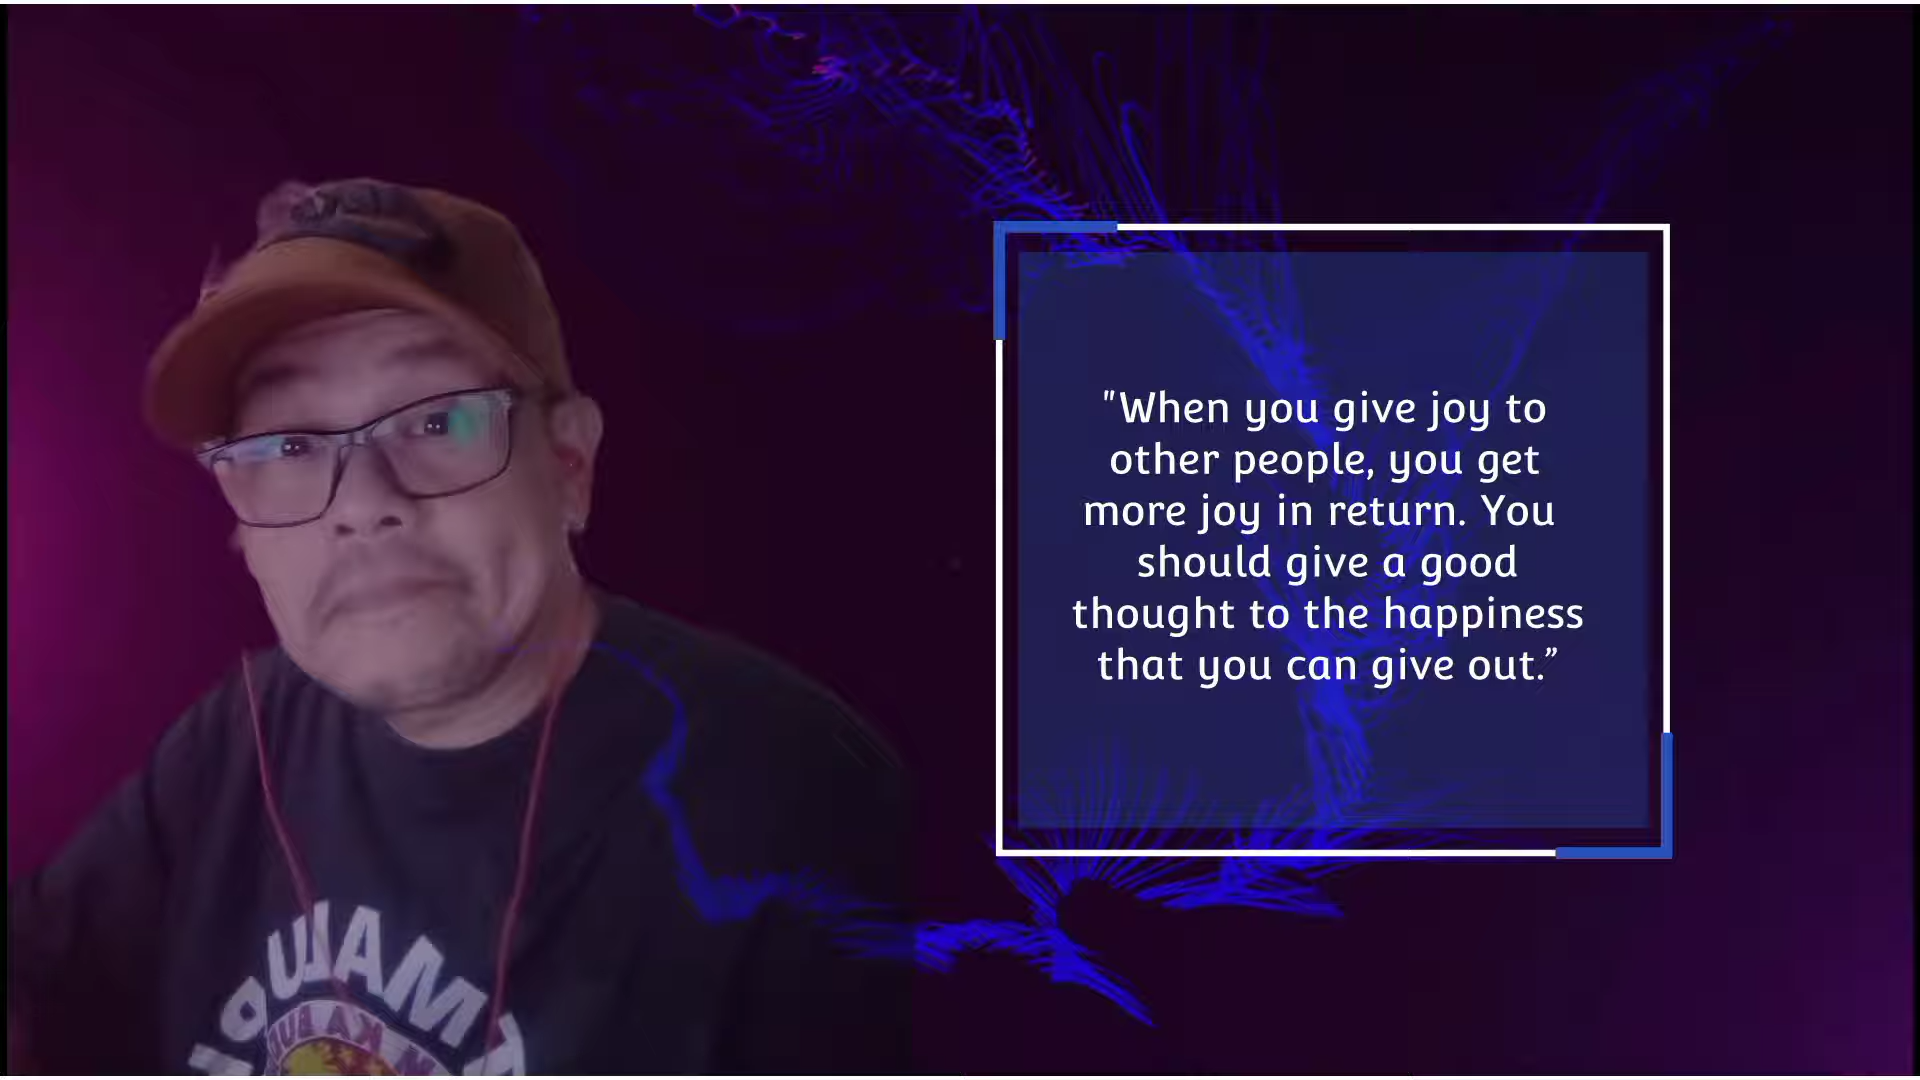 "When you give joy to
other people, you get
more joy in return. You
should give a good
thought to the happiness
that you can give out.”